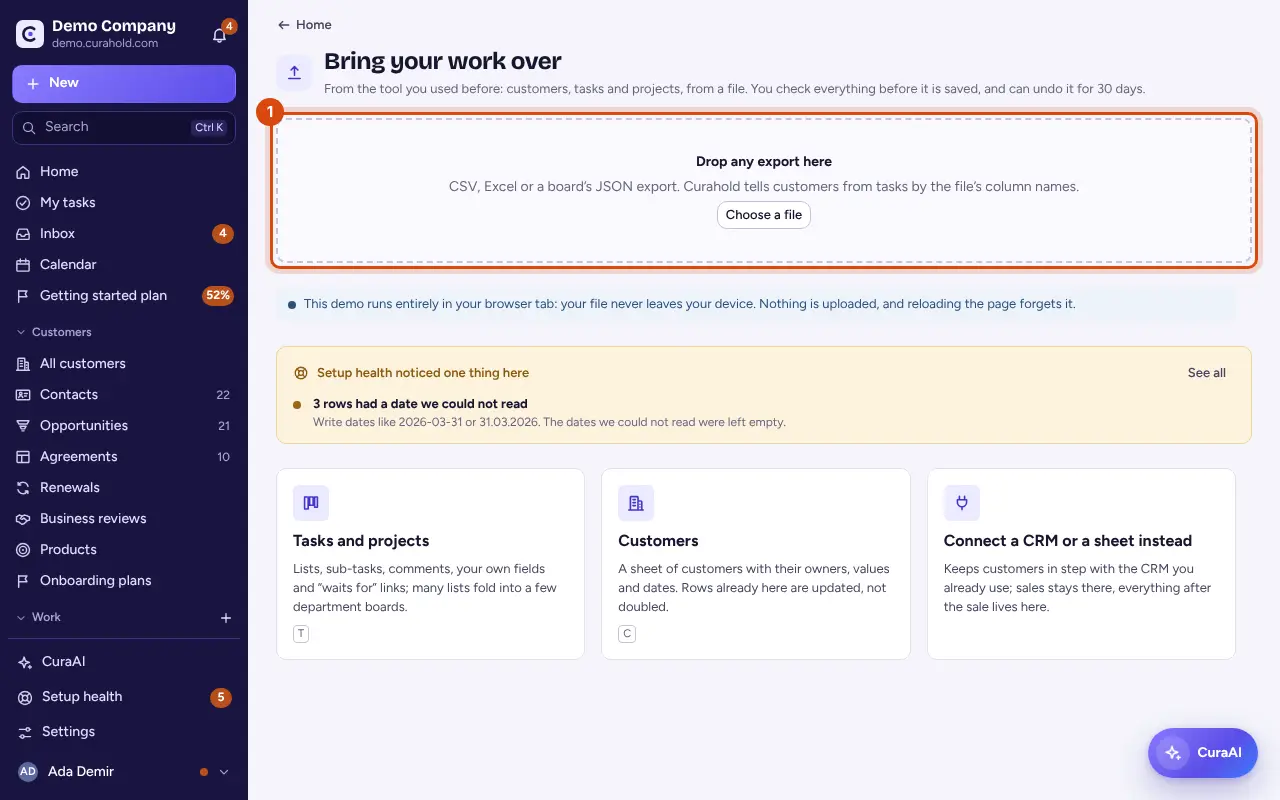 Demo Company
demo.curahold.com
4
New
Search
Ctrl K
Home
My tasks
Inbox
4
Calendar
Getting started plan
52%
Customers
All customers
Contacts
22
Opportunities
21
Agreements
10
Renewals
Business reviews
Products
Onboarding plans
Work
CuraAI
Setup health
5
Settings
AD
Ada Demir
Home
Bring your work over
From the tool you used before: customers, tasks and projects, from a file. You check everything before it is saved, and can undo it for 30 days.
1
Drop any export here
CSV, Excel or a board's JSON export. Curahold tells customers from tasks by the file's column names.
Choose a file
This demo runs entirely in your browser tab: your file never leaves your device. Nothing is uploaded, and reloading the page forgets it.
Setup health noticed one thing here
See all
3 rows had a date we could not read
Write dates like 2026-03-31 or 31.03.2026. The dates we could not read were left empty.
Tasks and projects
Lists, sub-tasks, comments, your own fields
and “waits for” links; many lists fold into a few
department boards.
T
Customers
A sheet of customers with their owners, values
and dates. Rows already here are updated, not
doubled.
C
Connect a CRM or a sheet instead
Keeps customers in step with the CRM you
already use; sales stays there, everything after
the sale lives here.
CuraAI